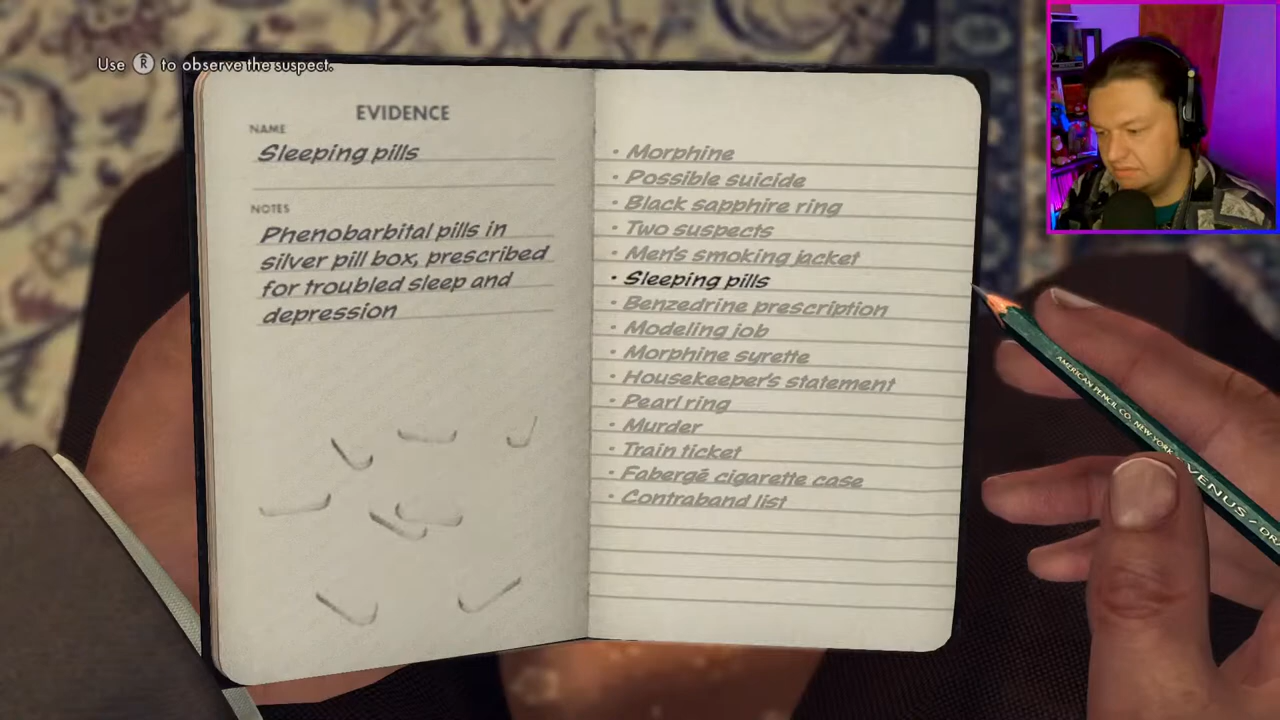 Use R to observe the suspect.
EVIDENCE
NAME
Sleeping pills
NOTES
Phenobarbital pills in
silver pill box, prescribed
for troubled sleep and
depression
· Morphine
· Possible suicide
· Black sapphire ring
· Two suspects
· Men's smoking jacket
· Sleeping pills
· Benzedrine prescription
· Modeling job
· Morphine syrette
· Housekeeper's statement
· Pearl ring
· Murder
· Train ticket
· Fabergé cigarette case
· Contraband list
AMERICAN PENCIL CO. NEW YORK
VENUS